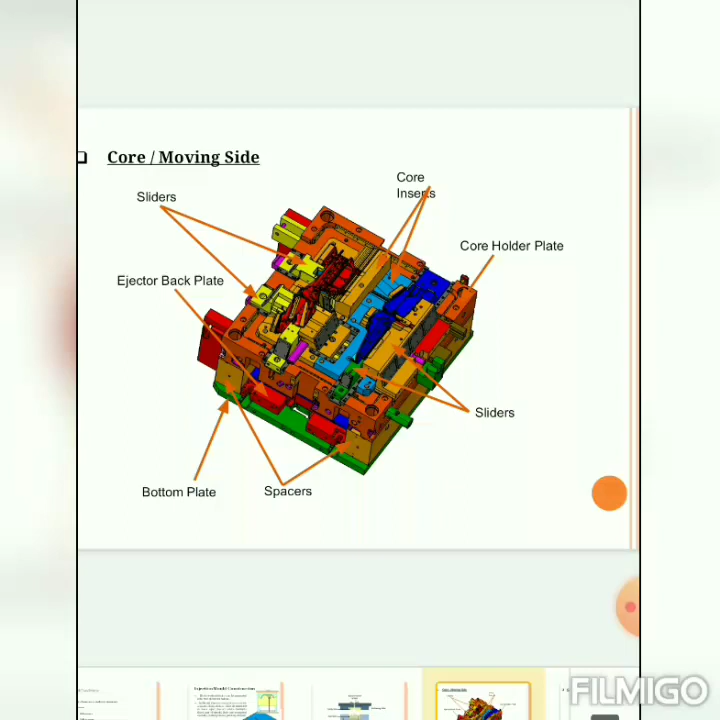 Core / Moving Side
Core
Inserts
Sliders
Core Holder Plate
Ejector Back Plate
Sliders
Bottom Plate
Spacers
FILMIGO